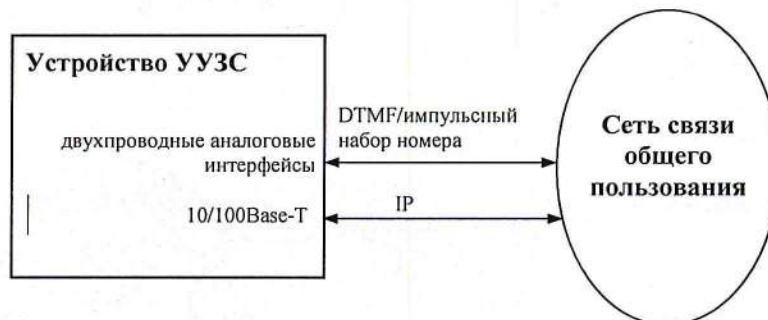 Устройство УУЗС
двухпроводные аналоговые
интерфейсы
10/100Base-T
DTMF/импульсный
набор номера
IP
Сеть связи
общего
пользования